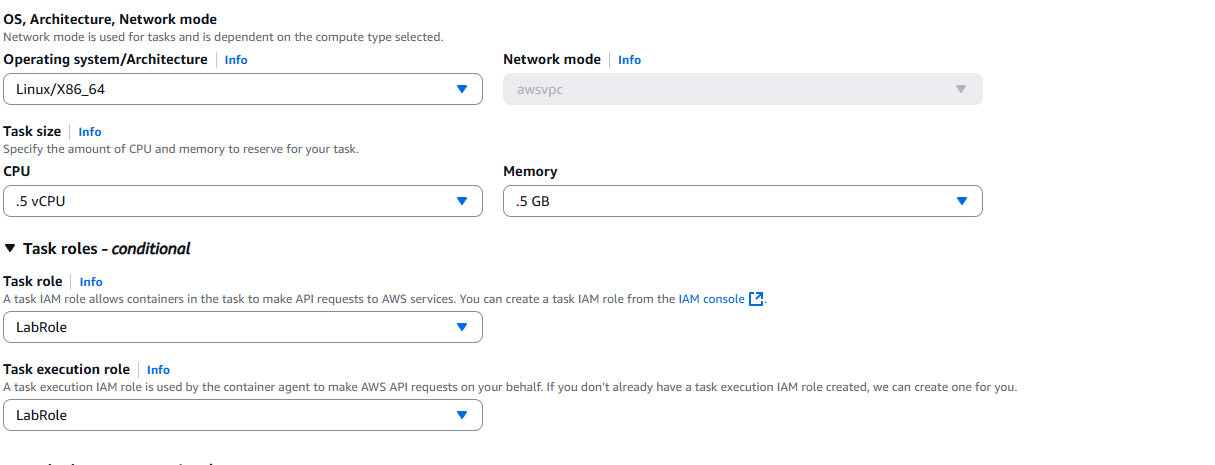 OS, Architecture, Network mode
Network mode is used for tasks and is dependent on the compute type selected.
Operating system/Architecture Info
Network mode Info
Linux/X86_64
awsvpc
Task size Info
Specify the amount of CPU and memory to reserve for your task.
CPU
Memory
.5 vCPU
.5 GB
Task roles - conditional
Task role Info
A task IAM role allows containers in the task to make API requests to AWS services. You can create a task IAM role from the IAM console.
LabRole
Task execution role Info
A task execution IAM role is used by the container agent to make AWS API requests on your behalf. If you don't already have a task execution IAM role created, we can create one for you.
LabRole